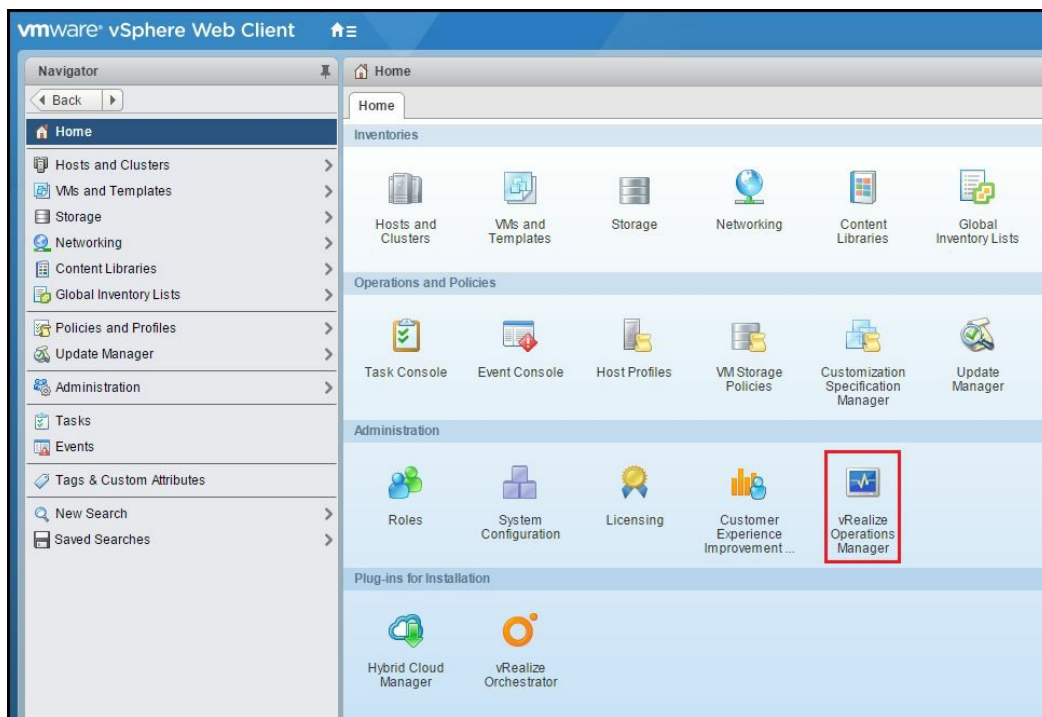 vmware® vSphere Web Client
Navigator
Back
Home
Hosts and Clusters
VMs and Templates
Storage
Networking
Content Libraries
Global Inventory Lists
Policies and Profiles
Update Manager
Administration
Tasks
Events
Tags & Custom Attributes
New Search
Saved Searches
Home
Home
Inventories
Hosts and
Clusters
VMs and
Templates
Storage
Networking
Content
Libraries
Global
Inventory Lists
Operations and Policies
Task Console
Event Console
Host Profiles
VM Storage
Policies
Customization
Specification
Manager
Update
Manager
Administration
Roles
System
Configuration
Licensing
Customer
Experience
Improvement ...
vRealize
Operations
Manager
Plug-ins for Installation
Hybrid Cloud
Manager
vRealize
Orchestrator